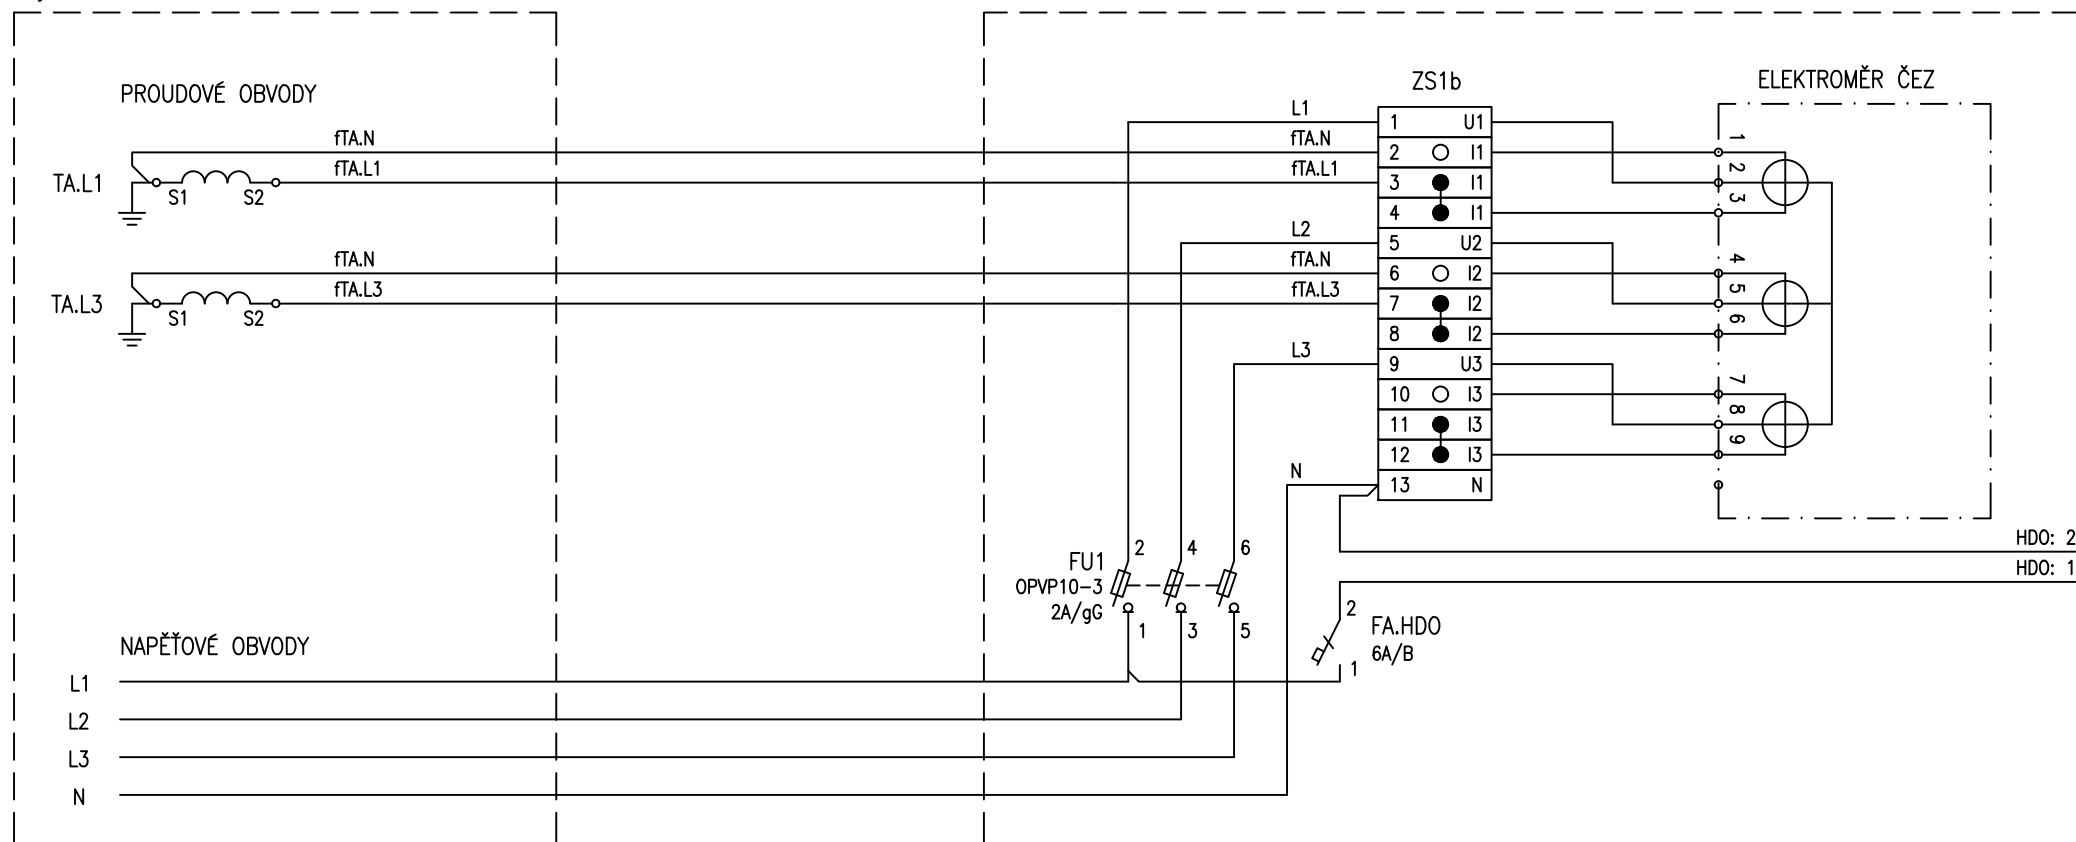 PROUDOVÉ OBVODY
TA.L1
S1
S2
fTA.N
fTA.L1
TA.L3
S1
S2
fTA.N
fTA.L3
NAPĚŤOVÉ OBVODY
L1
L2
L3
N
FU1
OPVP10-3
2A/gG
2
4
6
1
3
5
FA.HDO
6A/B
2
1
ZS1b
L1
fTA.N
fTA.L1
L2
fTA.N
fTA.L3
L3
N
1 U1
2 I1
3 I1
4 I1
5 U2
6 I2
7 I2
8 I2
9 U3
10 I3
11 I3
12 I3
13 N
ELEKTROMĚR ČEZ
1
2
3
4
5
6
7
8
9
HDO: 2
HDO: 1